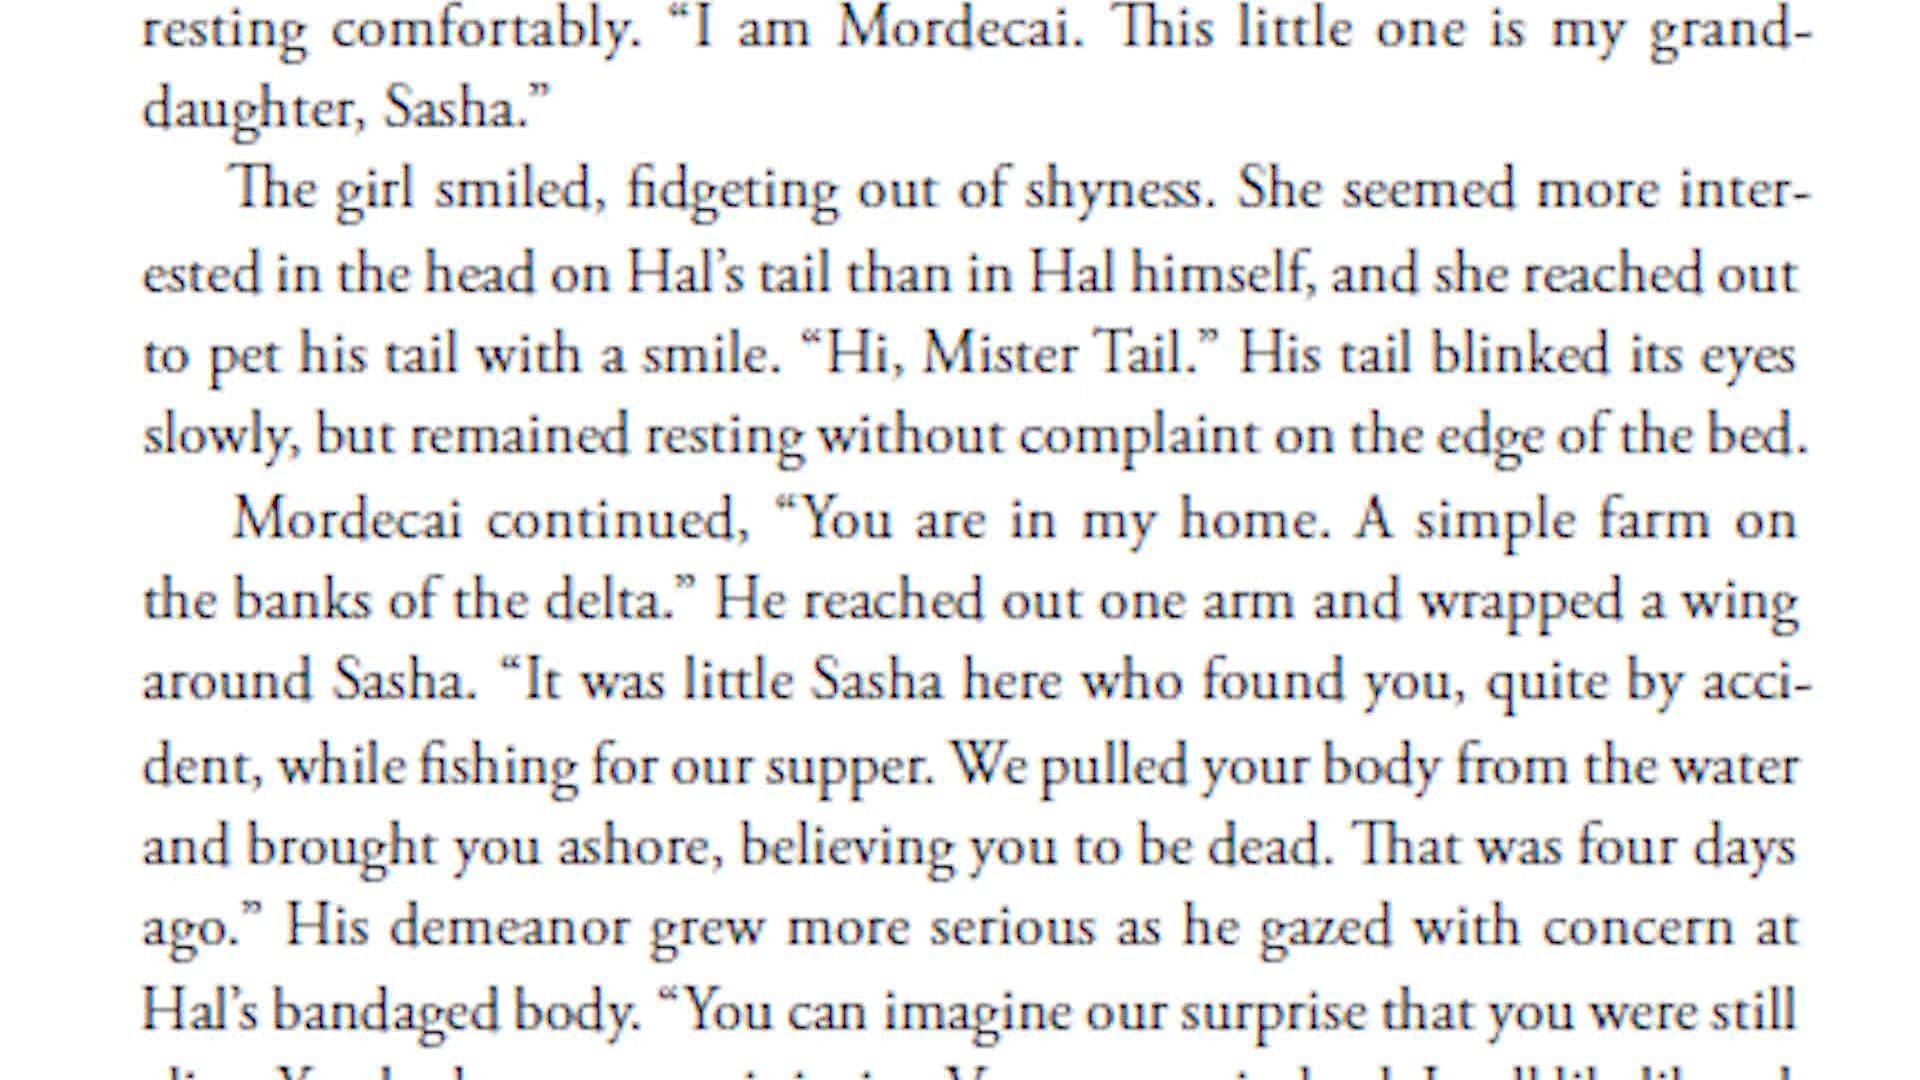 resting comfortably. “I am Mordecai. This little one is my grand-
daughter, Sasha.”
The girl smiled, fidgeting out of shyness. She seemed more inter-
ested in the head on Hal’s tail than in Hal himself, and she reached out
to pet his tail with a smile. “Hi, Mister Tail.” His tail blinked its eyes
slowly, but remained resting without complaint on the edge of the bed.
Mordecai continued, “You are in my home. A simple farm on
the banks of the delta.” He reached out one arm and wrapped a wing
around Sasha. “It was little Sasha here who found you, quite by acci-
dent, while fishing for our supper. We pulled your body from the water
and brought you ashore, believing you to be dead. That was four days
ago.” His demeanor grew more serious as he gazed with concern at
Hal’s bandaged body. “You can imagine our surprise that you were still